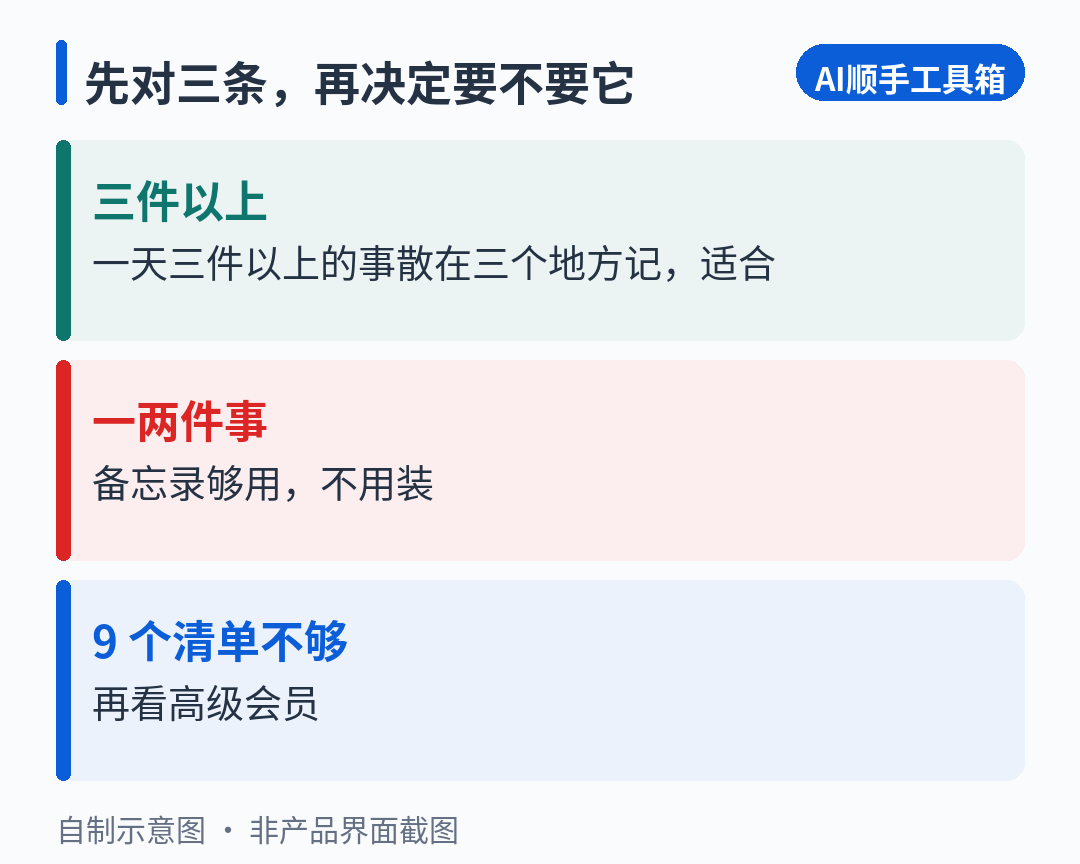 先对三条，再决定要不要它
AI顺手工具箱
三件以上
一天三件以上的事散在三个地方记，适合
一两件事
备忘录够用，不用装
9 个清单不够
再看高级会员
自制示意图 · 非产品界面截图